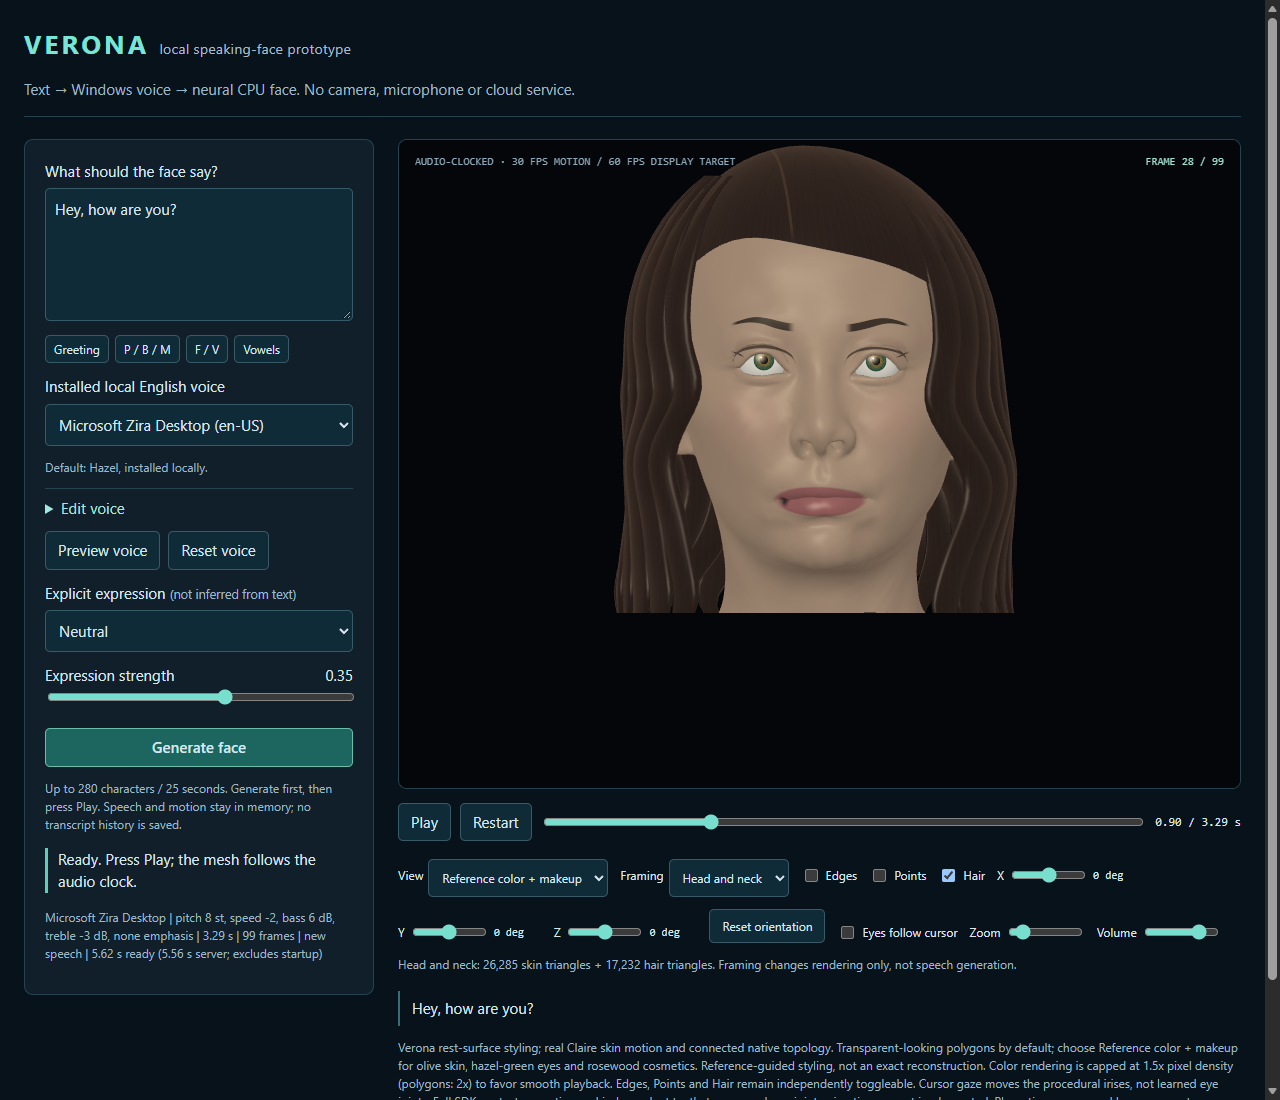 VERONA local speaking-face prototype
Text → Windows voice → neural CPU face. No camera, microphone or cloud service.
What should the face say?
Hey, how are you?
Greeting
P / B / M
F / V
Vowels
Installed local English voice
Microsoft Zira Desktop (en-US)
Default: Hazel, installed locally.
Edit voice
Preview voice
Reset voice
Explicit expression (not inferred from text)
Neutral
Expression strength 0.35
Generate face
Up to 280 characters / 25 seconds. Generate first, then
press Play. Speech and motion stay in memory; no
transcript history is saved.
Ready. Press Play; the mesh follows the
audio clock.
Microsoft Zira Desktop | pitch 8 st, speed -2, bass 6 dB,
treble -3 dB, none emphasis | 3.29 s | 99 frames | new
speech | 5.62 s ready (5.56 s server; excludes startup)
AUDIO-CLOCKED · 30 FPS MOTION / 60 FPS DISPLAY TARGET
FRAME 28 / 99
Play
Restart
0.90 / 3.29 s
View Reference color + makeup Framing Head and neck Edges Points Hair X 0 deg
Y 0 deg Z 0 deg Reset orientation Eyes follow cursor Zoom Volume
Head and neck: 26,285 skin triangles + 17,232 hair triangles. Framing changes rendering only, not speech generation.
Hey, how are you?
Verona rest-surface styling; real Claire skin motion and connected native topology. Transparent-looking polygons by default; choose Reference color + makeup
for olive skin, hazel-green eyes and rosewood cosmetics. Reference-guided styling, not an exact reconstruction. Color rendering is capped at 1.5x pixel density
(polygons: 2x) to favor smooth playback. Edges, Points and Hair remain independently toggleable. Cursor gaze moves the procedural irises, not learned eye